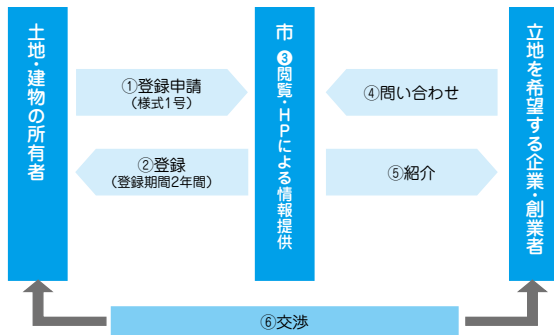 土地・建物の所有者
①登録申請
（様式1号）
②登録
（登録期間2年間）
市 ❸閲覧・HPによる情報提供
④問い合わせ
⑤紹介
立地を希望する企業・創業者
⑥交渉